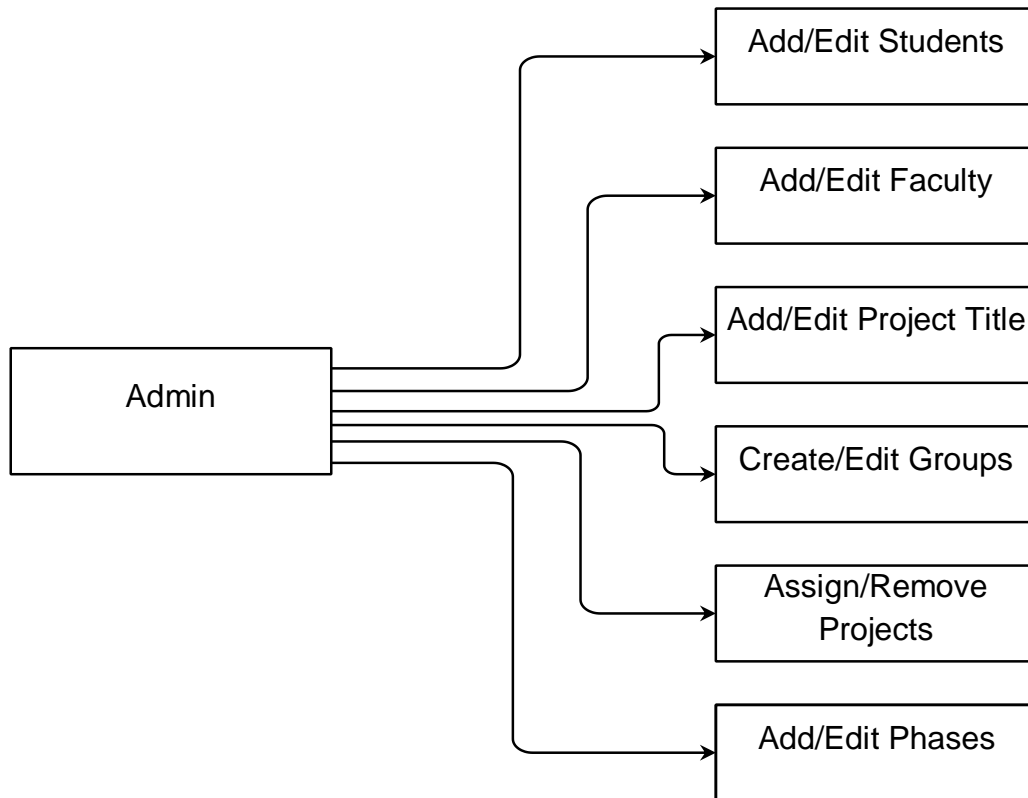 Add/Edit Students
Add/Edit Faculty
Add/Edit Project Title
Admin
Create/Edit Groups
Assign/Remove
Projects
Add/Edit Phases